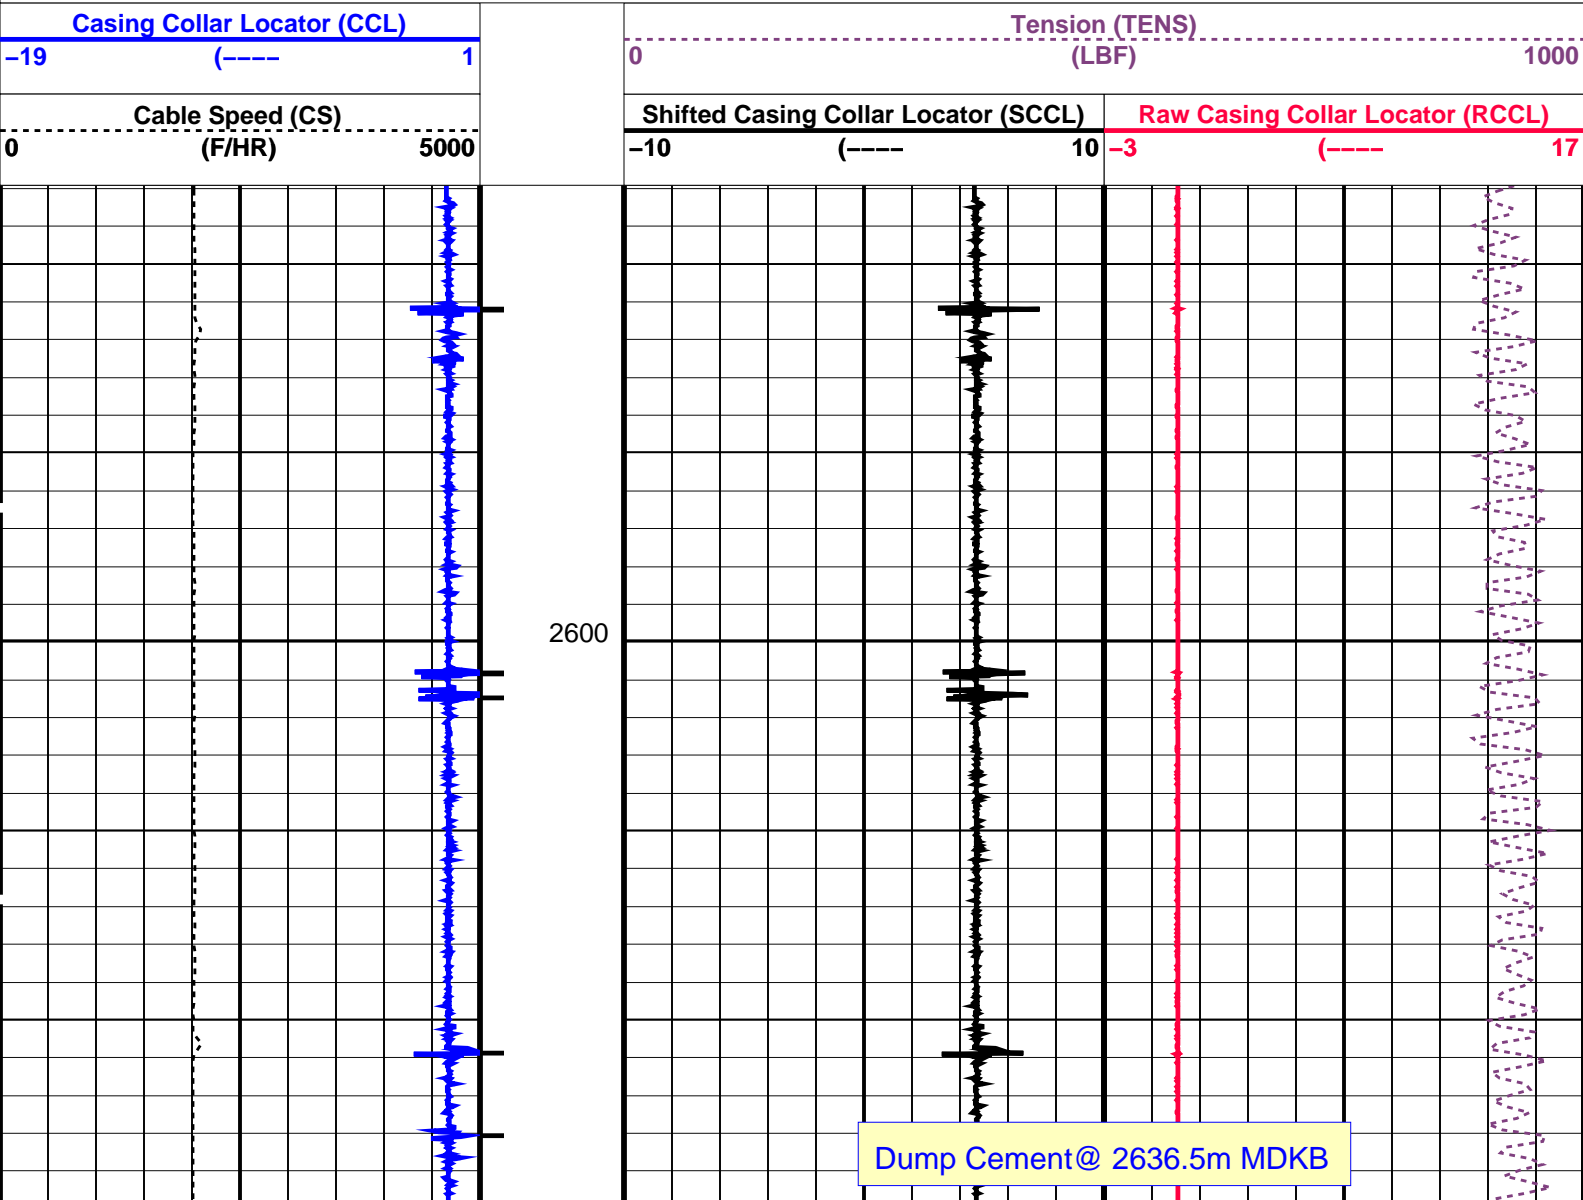 Casing Collar Locator (CCL)
−19 (−−−− 1
Cable Speed (CS)
0 (F/HR) 5000
Tension (TENS)
0 (LBF) 1000
Shifted Casing Collar Locator (SCCL)
−10 (−−−− 10
Raw Casing Collar Locator (RCCL)
−3 (−−−− 17
2600
Dump Cement@ 2636.5m MDKB